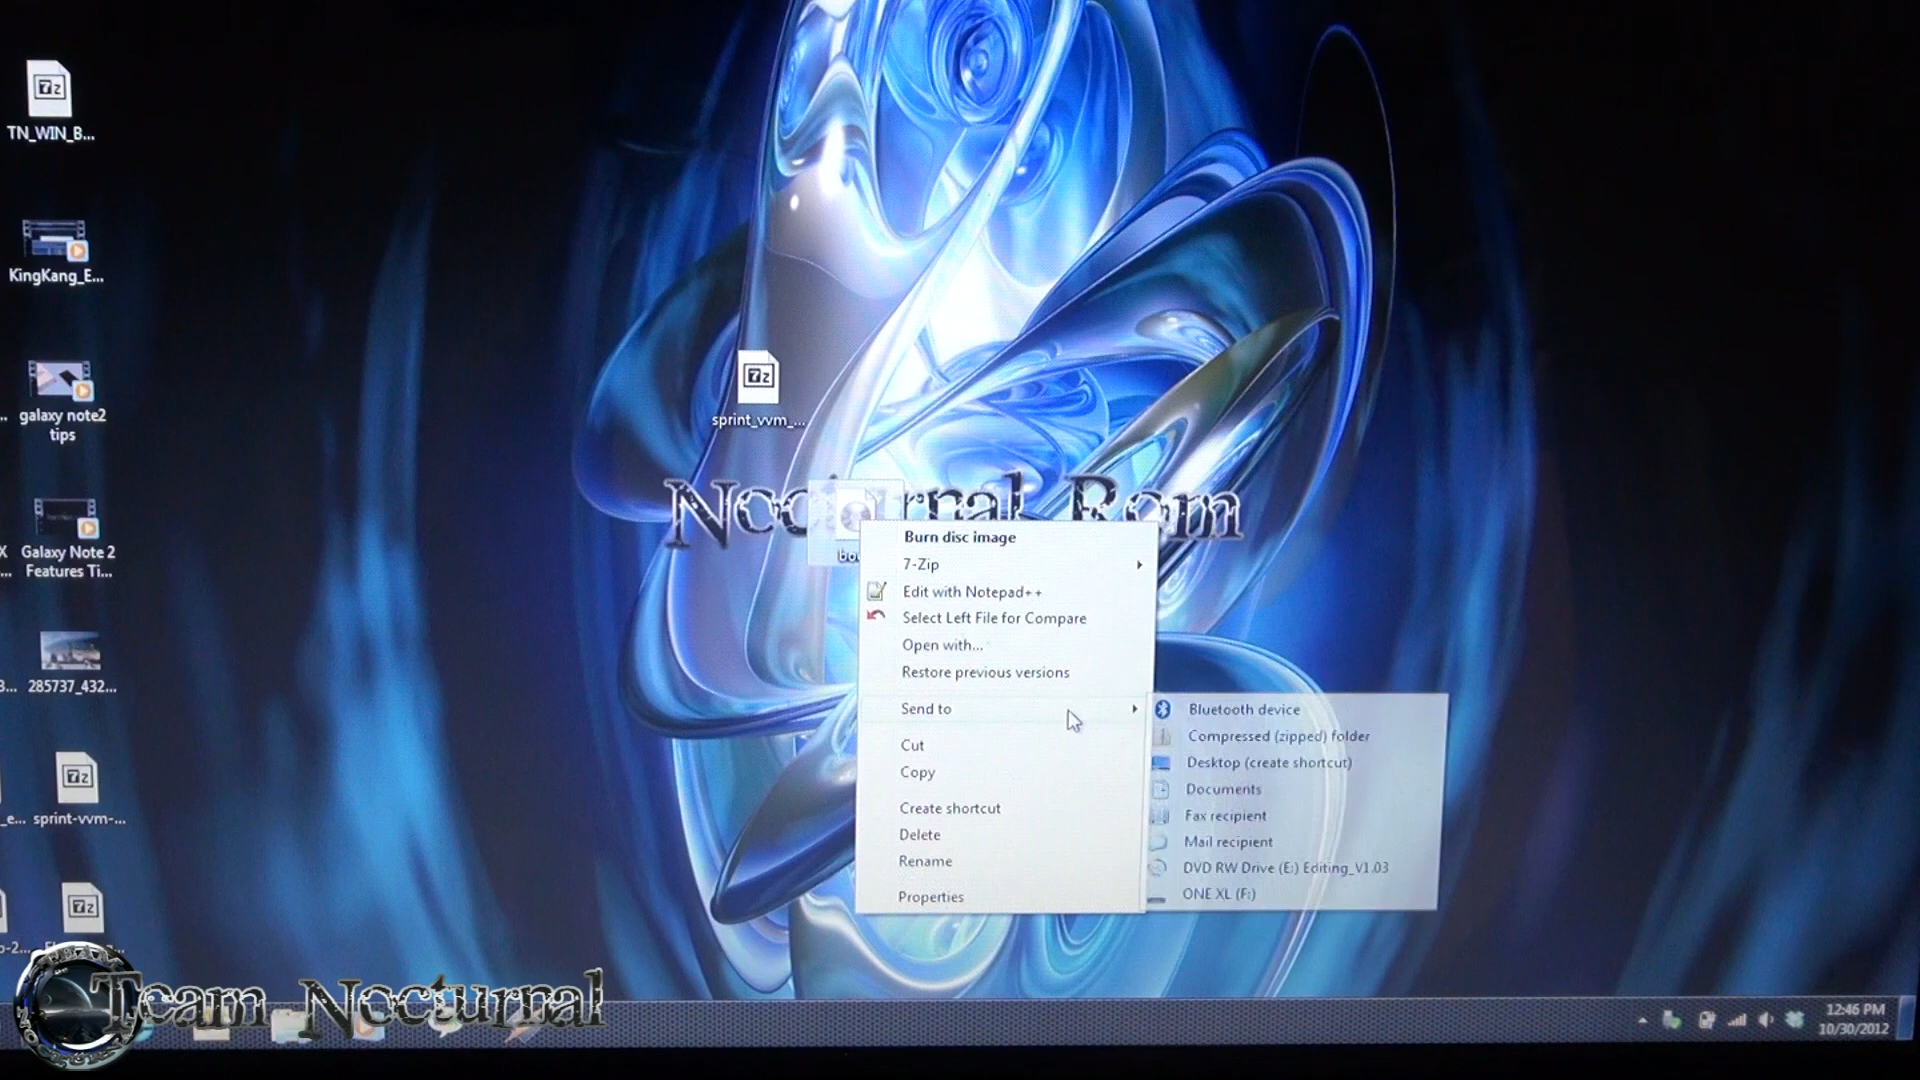 TN_WIN_B...
KingKang_E...
galaxy note2
tips
Galaxy Note 2
Features Ti...
285737_432...
sprint-vvm-...
sprint_vvm_...
Nocturnal Rom
Burn disc image
7-Zip
Edit with Notepad++
Select Left File for Compare
Open with...
Restore previous versions
Send to
Cut
Copy
Create shortcut
Delete
Rename
Properties
Bluetooth device
Compressed (zipped) folder
Desktop (create shortcut)
Documents
Fax recipient
Mail recipient
DVD RW Drive (E:) Editing_V1.03
ONE XL (F:)
Team Nocturnal
12:46 PM
10/30/2012